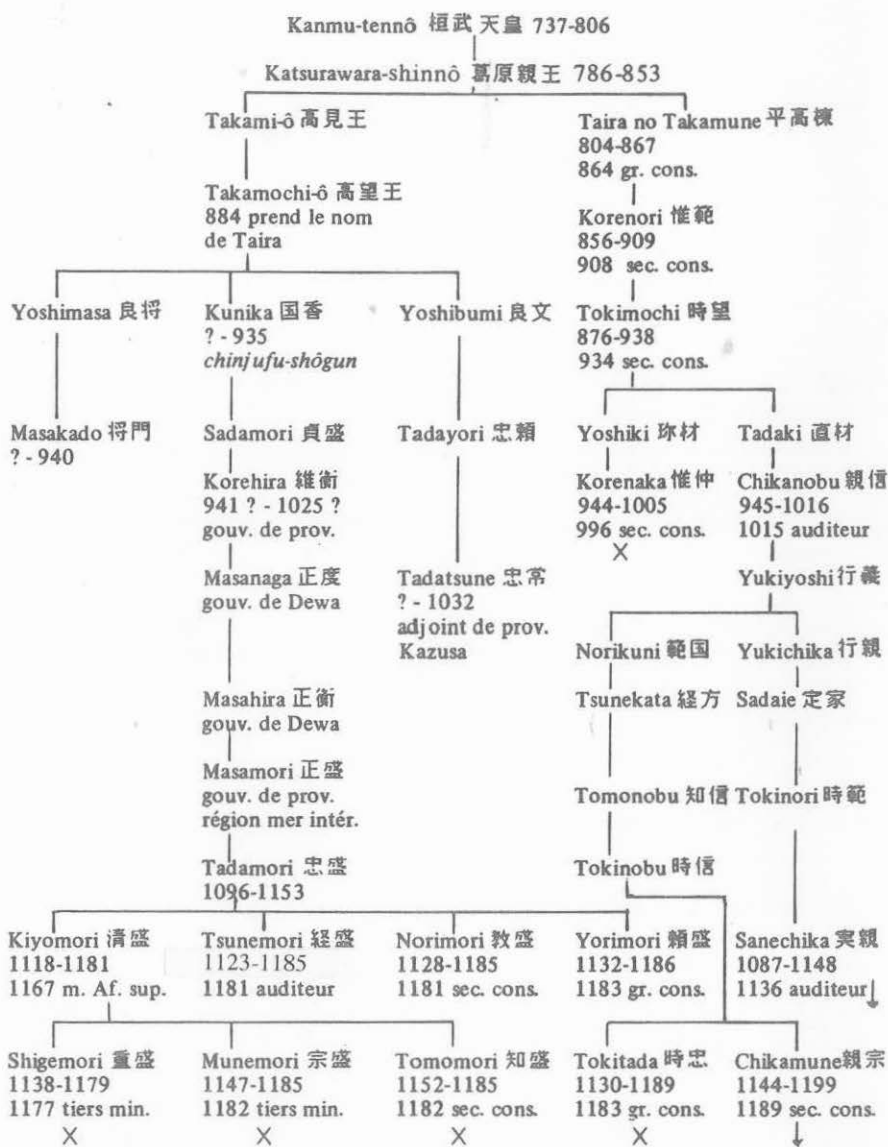 Kanmu-tennô 桓武天皇 737-806
Katsurawara-shinnô 葛原親王 786-853
Takami-ô 高見王
Taira no Takamune 平高棟
804-867
864 gr. cons.
Takamochi-ô 高望王
884 prend le nom
de Taira
Korenori 惟範
856-909
908 sec. cons.
Yoshimasa 良将
Kunika 国香
? - 935
chinjufu-shôgun
Yoshibumi 良文
Tokimochi 時望
876-938
934 sec. cons.
Masakado 将門
? - 940
Sadamori 貞盛
Tadayori 忠頼
Yoshiki 珎材
Tadaki 直材
Korehira 維衡
941 ? - 1025 ?
gouv. de prov.
Korenaka 惟仲
944-1005
996 sec. cons.
X
Chikanobu 親信
945-1016
1015 auditeur
Masanaga 正度
gouv. de Dewa
Tadatsune 忠常
? - 1032
adjoint de prov.
Kazusa
Yukiyoshi 行義
Norikuni 範国
Yukichika 行親
Masahira 正衡
gouv. de Dewa
Tsunekata 経方
Sadaie 定家
Masamori 正盛
gouv. de prov.
région mer intér.
Tomonobu 知信
Tokinori 時範
Tadamori 忠盛
1096-1153
Tokinobu 時信
Kiyomori 清盛
1118-1181
1167 m. Af. sup.
Tsunemori 経盛
1123-1185
1181 auditeur
Norimori 教盛
1128-1185
1181 sec. cons.
Yorimori 頼盛
1132-1186
1183 gr. cons.
Sanechika 実親
1087-1148
1136 auditeur
Shigemori 重盛
1138-1179
1177 tiers min.
X
Munemori 宗盛
1147-1185
1182 tiers min.
X
Tomomori 知盛
1152-1185
1182 sec. cons.
X
Tokitada 時忠
1130-1189
1183 gr. cons.
X
Chikamune 親宗
1144-1199
1189 sec. cons.